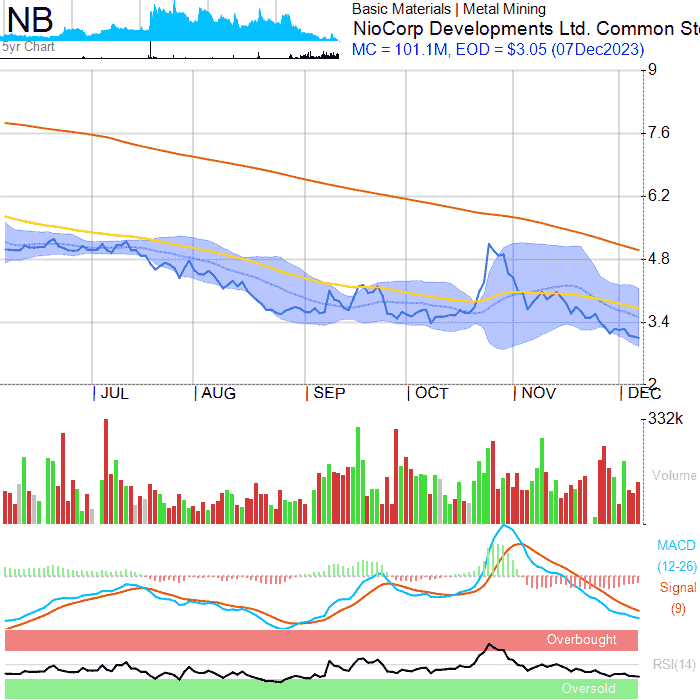 NB
5yr Chart
Basic Materials | Metal Mining
NioCorp Developments Ltd. Common Sto
MC = 101.1M, EOD = $3.05 (07Dec2023)
9
7.6
6.2
4.8
3.4
2
JUL
AUG
SEP
OCT
NOV
DEC
332k
Volume
MACD
(12-26)
Signal
(9)
Overbought
RSI(14)
Oversold